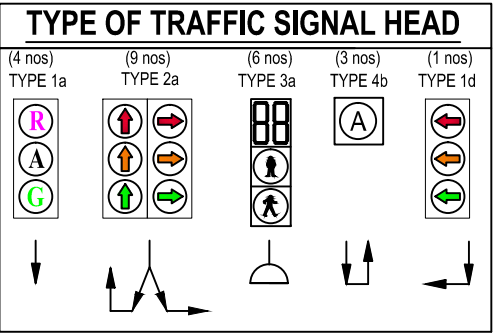 TYPE OF TRAFFIC SIGNAL HEAD
(4 nos) (9 nos) (6 nos) (3 nos) (1 nos)
TYPE 1a TYPE 2a TYPE 3a TYPE 4b TYPE 1d
R
A
G
88
A